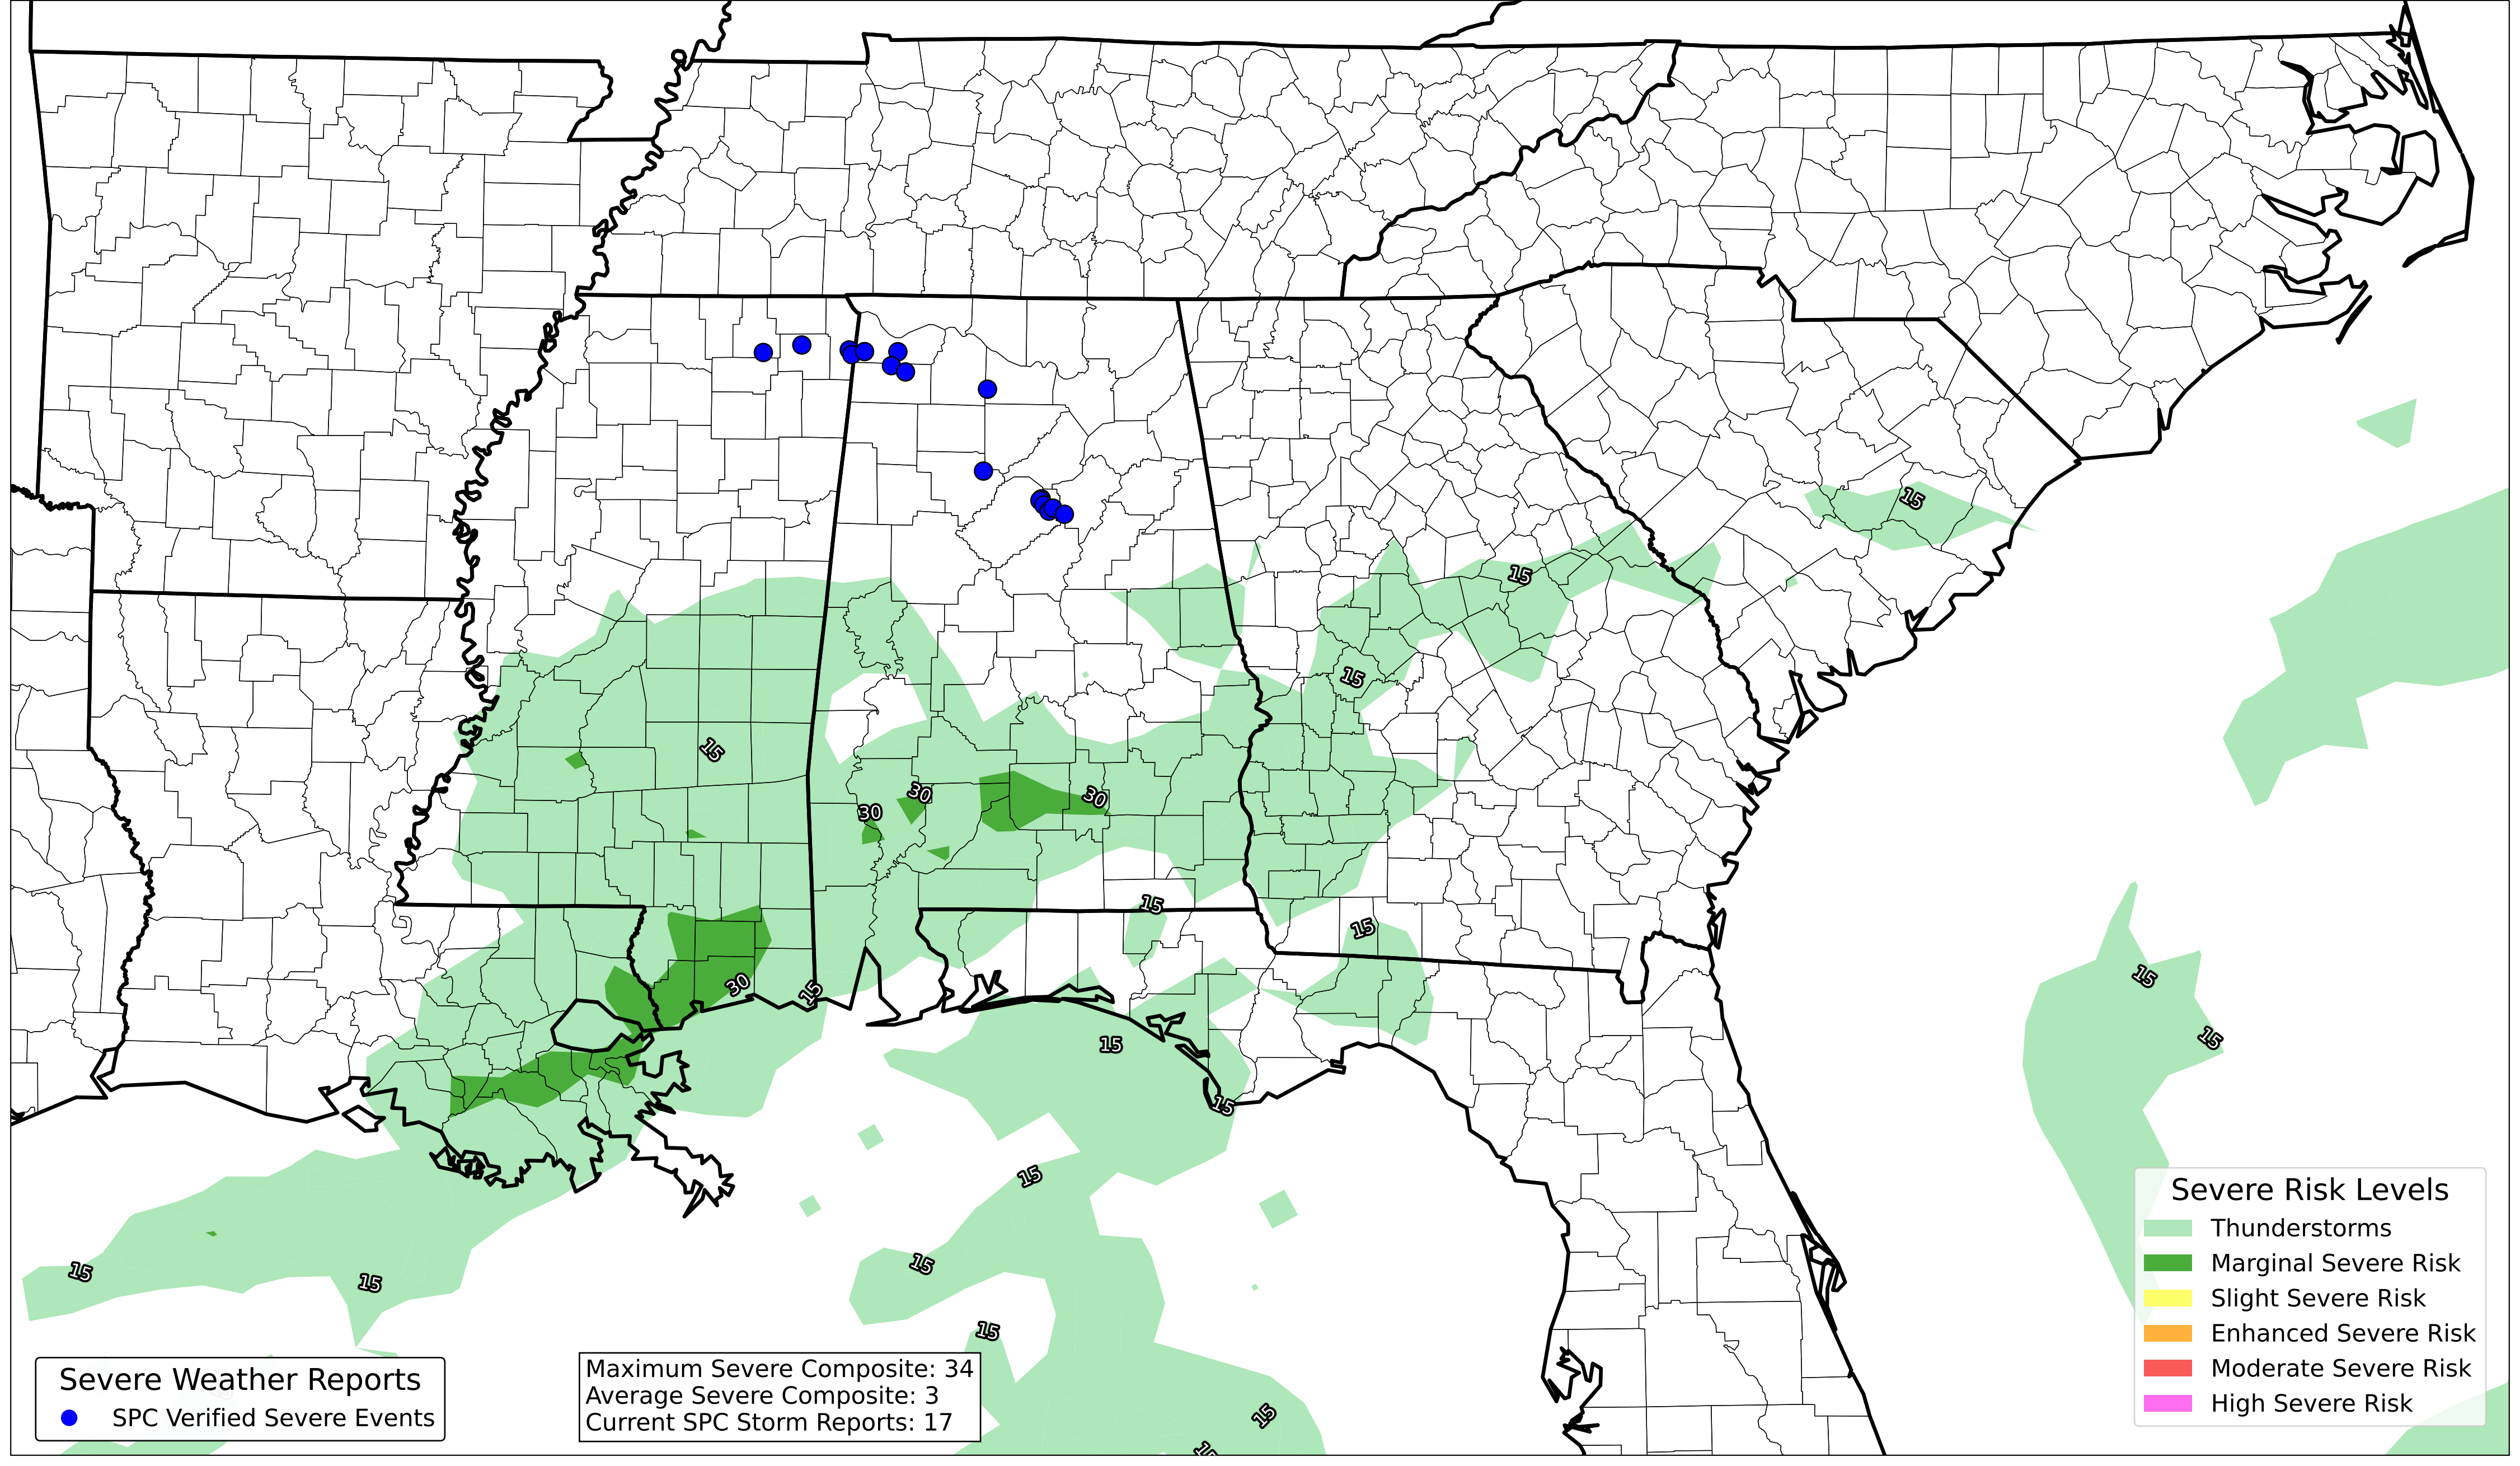 15
15
15
15
30
30
30
15
15
30
15
15
15
15
15
15
15
15
15
15
15
15
Severe Risk Levels
Thunderstorms
Marginal Severe Risk
Slight Severe Risk
Enhanced Severe Risk
Moderate Severe Risk
High Severe Risk
Severe Weather Reports
SPC Verified Severe Events
Maximum Severe Composite: 34
Average Severe Composite: 3
Current SPC Storm Reports: 17